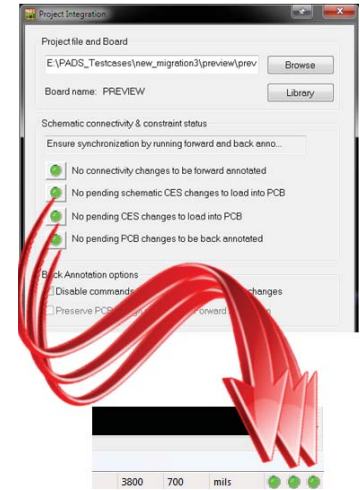 Project Integration
Project file and Board
E:\PADS_Testcases\new_migration3\preview\prev
Browse
Board name: PREVIEW
Library
Schematic connectivity & constraint status
Ensure synchronization by running forward and back anno...
No connectivity changes to be forward annotated
No pending schematic CES changes to load into PCB
No pending CES changes to load into PCB
No pending PCB changes to be back annotated
Back Annotation options
Disable commands changes
Preserve PCB Forward
3800 700 mils